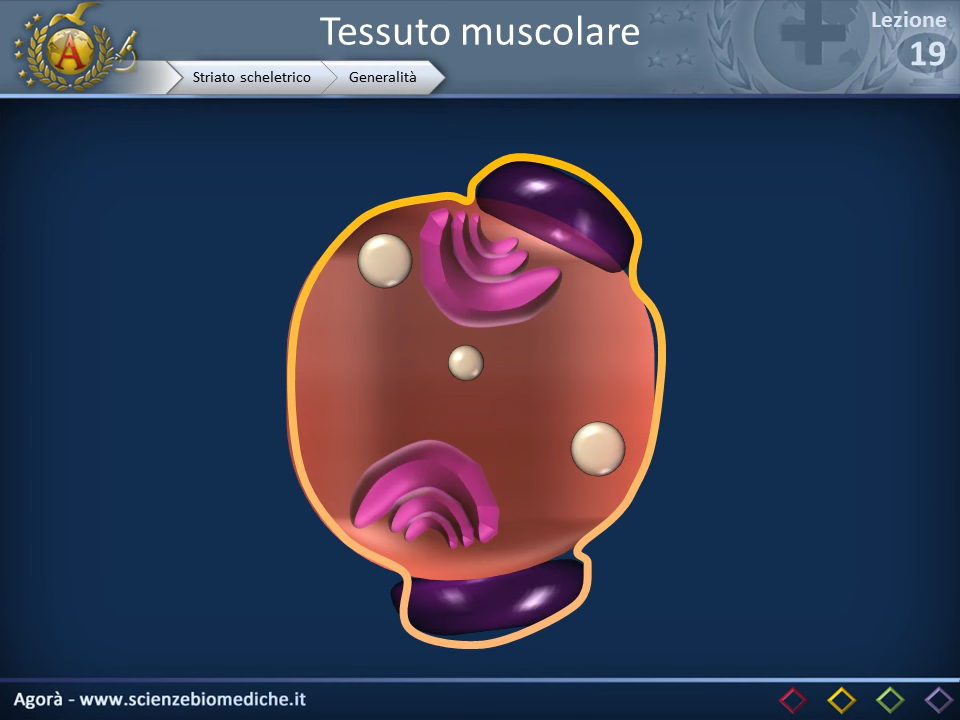 Tessuto muscolare
Lezione
19
Striato scheletrico
Generalità
A
Agorà - www.scienzebiomediche.it